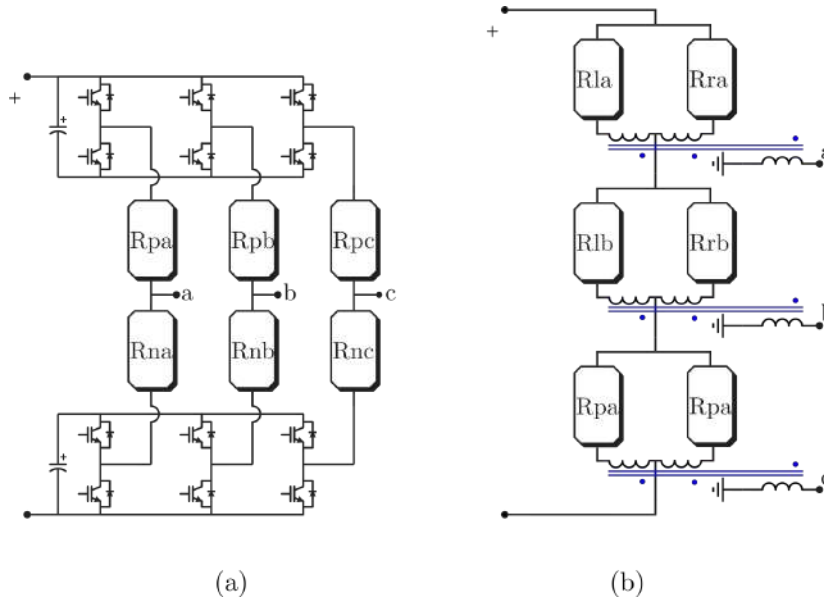 +
+
+
Rpa
Rpb
Rpc
a
b
c
Rna
Rnb
Rnc
+
(a)
+
Rla
Rra
a
Rlb
Rrb
Rpa
Rpa
(b)